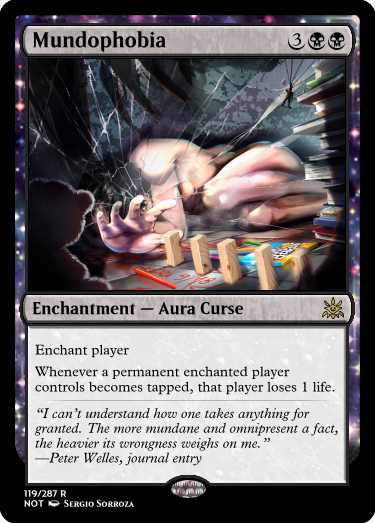 Mundophobia 3
Enchantment — Aura Curse
Enchant player
Whenever a permanent enchanted player
controls becomes tapped, that player loses 1 life.
“I can’t understand how one takes anything for
granted. The more mundane and omnipresent a fact,
the heavier its wrongness weighs on me.”
—Peter Welles, journal entry
119/287 R
NOT Sergio Sorroza